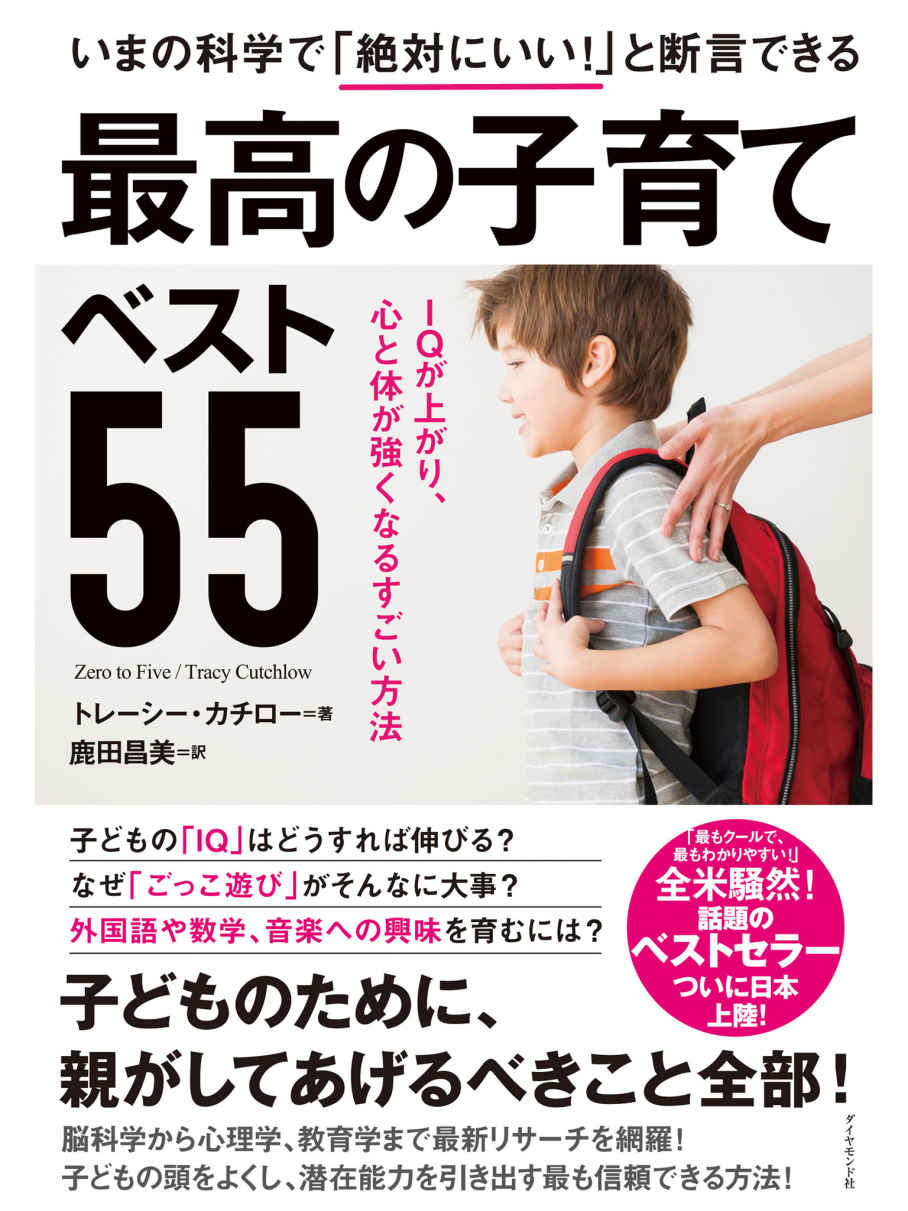 いまの科学で「絶対にいい!」と断言できる
最高の子育て
ベスト
55
IQが上がり、
心と体が強くなるすごい方法
Zero to Five / Tracy Cutchlow
トレーシー・カチロー=著
鹿田昌美=訳
子どもの「IQ」はどうすれば伸びる?
なぜ「ごっこ遊び」がそんなに大事?
外国語や数学、音楽への興味を育むには?
「最もクールで、
最もわかりやすい!」
全米騒然!
話題の
ベストセラー
ついに日本
上陸!
子どものために、
親がしてあげるべきこと全部!
脳科学から心理学、教育学まで最新リサーチを網羅!
子どもの頭をよくし、潜在能力を引き出す最も信頼できる方法!
ダイヤモンド社